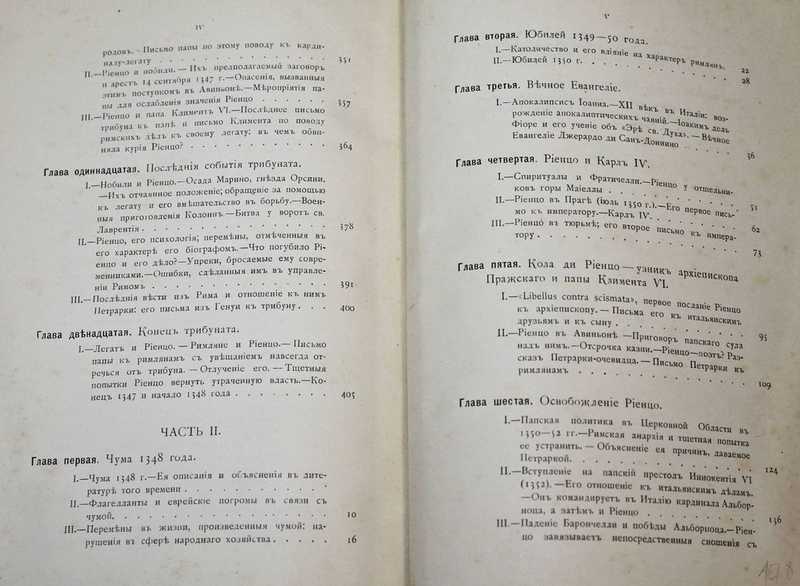 IV
родовъ. — Письмо папы по этому поводу къ карди-
налу-легату . . . . . . . . . . . . . 351
II.—Ріенцо и нобили. — Ихъ предполагаемый заговоръ
и арестъ 14 сентября 1347 г.—Опасенія, вызванныя
этимъ поступкомъ въ Авиньонѣ.—Мѣропріятія па-
пы для ослабленія значенія Ріенцо . . . . . . 357
III.—Ріенцо и папа Климентъ VI.—Послѣднее письмо
трибуна къ папѣ и письмо Климента по поводу
римскихъ дѣлъ къ своему легату: въ чемъ обви-
няла курія Ріенцо? . . . . . . . . . . . 364
Глава одиннадцатая. Послѣднія событія трибуната.
I.—Нобили и Ріенцо.—Осада Марино, гнѣзда Орсини,
—Ихъ отчаянное положеніе; обращеніе за помощью
къ легату и его вмѣшательство въ борьбу.—Воен-
ныя приготовленія Колоннъ.—Битва у воротъ св.
Лаврентія . . . . . . . . . . . . . . 378
II.—Ріенцо, его психологія; перемѣны, отмѣченныя въ
его характерѣ его біографомъ.—Что погубило Рі-
енцо и его дѣло?—Упреки, бросаемые ему совре-
менниками.—Ошибки, сдѣланныя имъ въ управле-
ніи Римомъ . . . . . . . . . . . . . 391
III.—Послѣднія вѣсти изъ Рима и отношеніе къ нимъ
Петрарки: его письма изъ Генуи къ трибуну . . . 400
Глава двѣнадцатая. Конецъ трибуната.
I.—Легатъ и Ріенцо. — Римляне и Ріенцо.— Письмо
папы къ римлянамъ съ увѣщаніемъ навсегда от-
речься отъ трибуна. — Отлученіе его. — Тщетныя
попытки Ріенцо вернуть утраченную власть.—Ко-
нецъ 1347 и начало 1348 года . . . . . . . . 405
ЧАСТЬ II.
Глава первая. Чума 1348 года.
I.—Чума 1348 г.—Ея описанія и объясненія въ лите-
ратурѣ того времени . . . . . . . . . . .
II.—Флагелланты и еврейскіе погромы въ связи съ
чумой . . . . . . . . . . . . . . . 10
III.—Перемѣны въ жизни, произведенныя чумой; на-
рушенія въ сферѣ народнаго хозяйства . . . . . 16
V
Глава вторая. Юбилей 1349—50 года.
I.—Католичество и его вліяніе на характеръ римлянъ. 22
II.—Юбилей 1350 г. . . . . . . . . . . . 28
Глава третья. Вѣчное Евангеліе.
I.—Апокалипсисъ Іоанна.—XII вѣкъ въ Италіи: воз-
рожденіе апокалиптическихъ чаяній.—Іоакимъ дель
Фіоре и его ученіе объ «Эрѣ св. Духа».—Вѣчное
Евангеліе Джерардо ди Санъ-Доннино . . . . . 36
Глава четвертая. Ріенцо и Карлъ IV.
I.—Спиритуалы и Фратичелли.—Ріенцо у отшельни-
ковъ горы Маіеллы . . . . . . . . . . . 51
II.—Ріенцо въ Прагѣ (іюль 1350 г.).—Его первое пись-
мо къ императору.—Карлъ IV . . . . . . . . 62
III.—Ріенцо въ тюрьмѣ; его второе письмо къ импера-
тору . . . . . . . . . . . . . . . 73
Глава пятая. Кола ди Ріенцо — узникъ архіепископа
Пражскаго и папы Климента VI.
I.—«Libellus contra scismata», первое посланіе Ріенцо
къ архіепископу.— Письма его къ итальянскимъ
друзьямъ и къ сыну . . . . . . . . . . . 95
II.—Ріенцо въ Авиньонѣ —Приговоръ папскаго суда
надъ нимъ.—Отсрочка казни.—Ріенцо—поэтъ? Раз-
сказъ Петрарки-очевидца. — Письмо Петрарки къ
римлянамъ . . . . . . . . . . . . . 109
Глава шестая. Освобожденіе Ріенцо.
I.—Папская политика въ Церковной Области въ
1350—52 гг.—Римская анархія и тщетная попытка
ее устранить. — Объясненіе ея причинъ, даваемое
Петраркой . . . . . . . . . . . . . 124
II.—Вступленіе на папскій престолъ Иннокентія VI
(1352). —Его отношеніе къ итальянскимъ дѣламъ.
—Онъ командируетъ въ Италію кардинала Альбор-
ноца, а затѣмъ и Ріенцо . . . . . . . . . 136
III.—Паденіе Барончелли и побѣды Альборноца.—Ріен-
цо завязываетъ непосредственныя сношенія съ